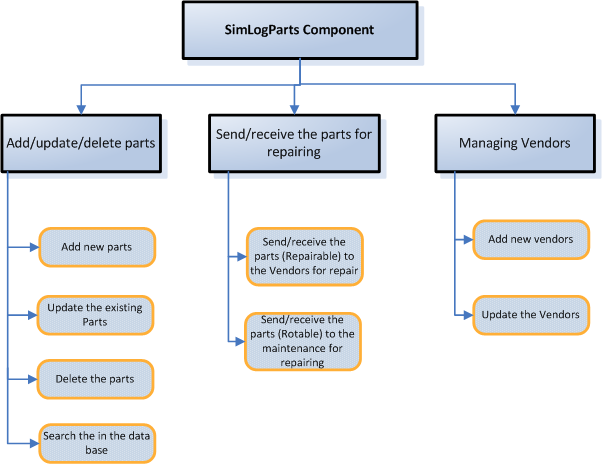 SimLogParts Component
Add/update/delete parts
Send/receive the parts for
repairing
Managing Vendors
Add new parts
Update the existing
Parts
Delete the parts
Search the in the data
base
Send/receive the
parts (Repairable) to
the Vendors for repair
Send/receive the
parts (Rotable) to the
maintenance for
repairing
Add new vendors
Update the Vendors